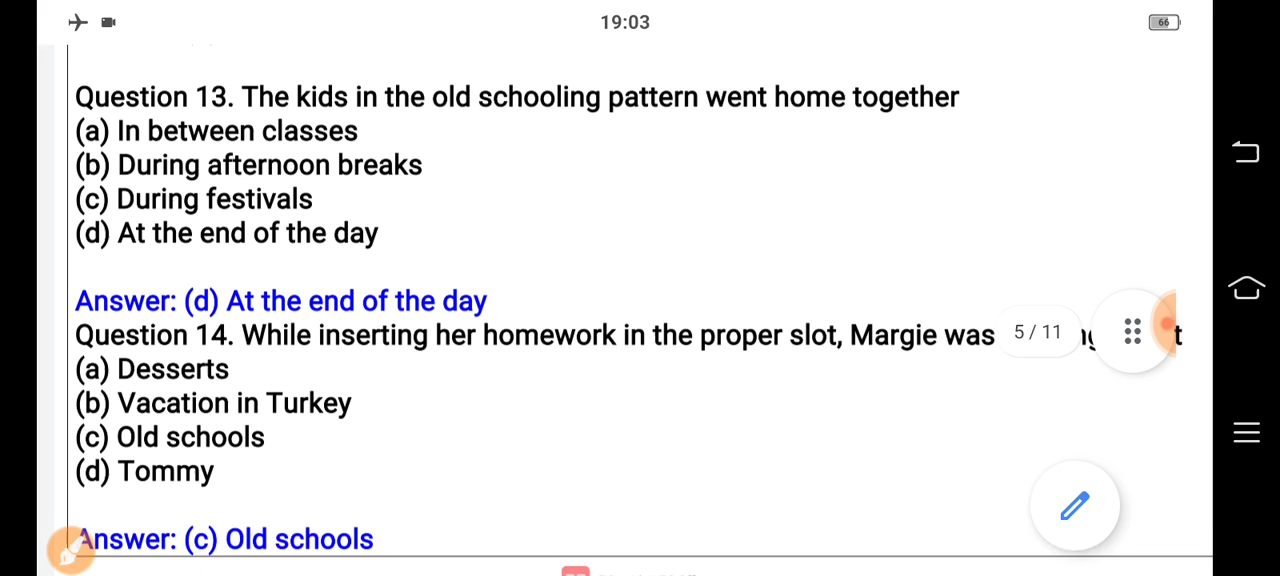 19:03
66
Question 13. The kids in the old schooling pattern went home together
(a) In between classes
(b) During afternoon breaks
(c) During festivals
(d) At the end of the day
Answer: (d) At the end of the day
Question 14. While inserting her homework in the proper slot, Margie was
5 / 11
(a) Desserts
(b) Vacation in Turkey
(c) Old schools
(d) Tommy
Answer: (c) Old schools